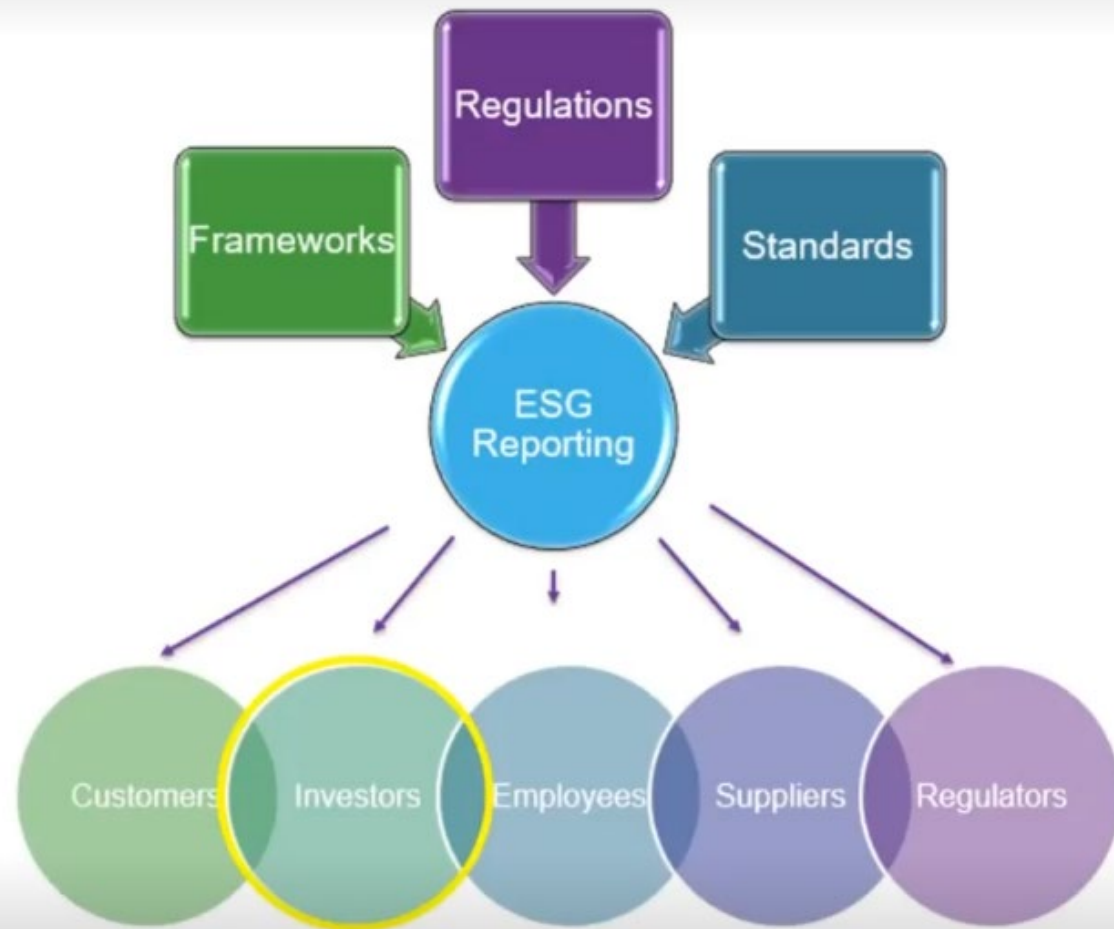 Regulations
Frameworks
Standards
ESG
Reporting
Customers
Investors
Employees
Suppliers
Regulators